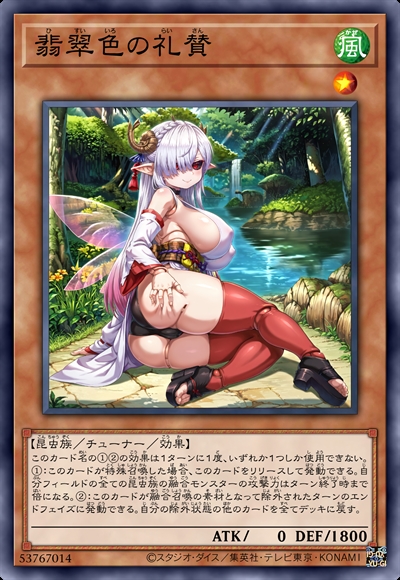 翡翠色の礼賛
風
【昆虫族／チューナー／効果】
このカード名の①②の効果は1ターンに1度、いずれか1つしか使用できない。
①:このカードが特殊召喚した場合、このカードをリリースして発動できる。自
分フィールドの全ての昆虫族の融合モンスターの攻撃力はターン終了時まで
倍になる。②:このカードが融合召喚の素材となって除外されたターンのエン
ドフェイズに発動できる。自分の除外状態の他のカードを全てデッキに戻す。
ATK/ 0 DEF/1800
53767014 ©スタジオ・ダイス／集英社・テレビ東京・KONAMI